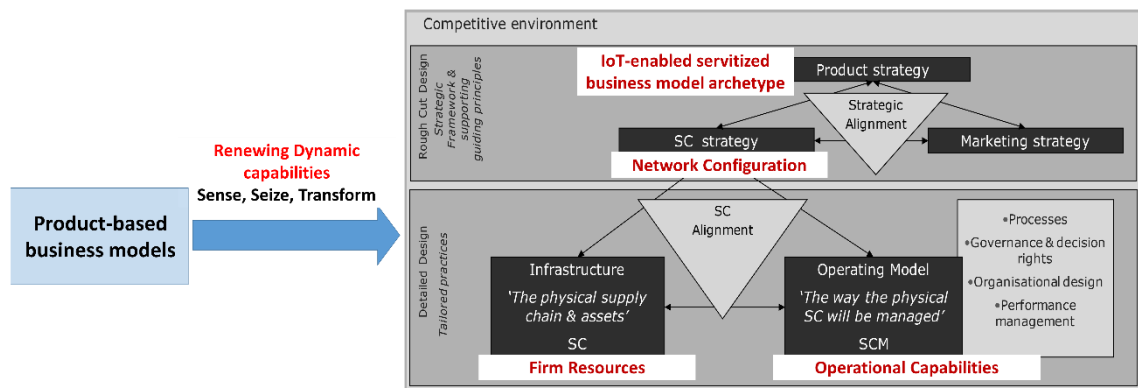 Competitive environment
Rough Cut Design
Strategic
Framework &
supporting
guiding principles
IoT-enabled servitized
business model archetype
Product strategy
Strategic
Alignment
SC strategy
Marketing strategy
Network Configuration
Renewing Dynamic
capabilities
Sense, Seize, Transform
Product-based
business models
Detailed Design
Tailored practices
SC
Alignment
Infrastructure
‘The physical supply
chain & assets’
SC
Firm Resources
Operating Model
‘The way the physical
SC will be managed’
SCM
Operational Capabilities
•Processes
•Governance & decision
rights
•Organisational design
•Performance
management